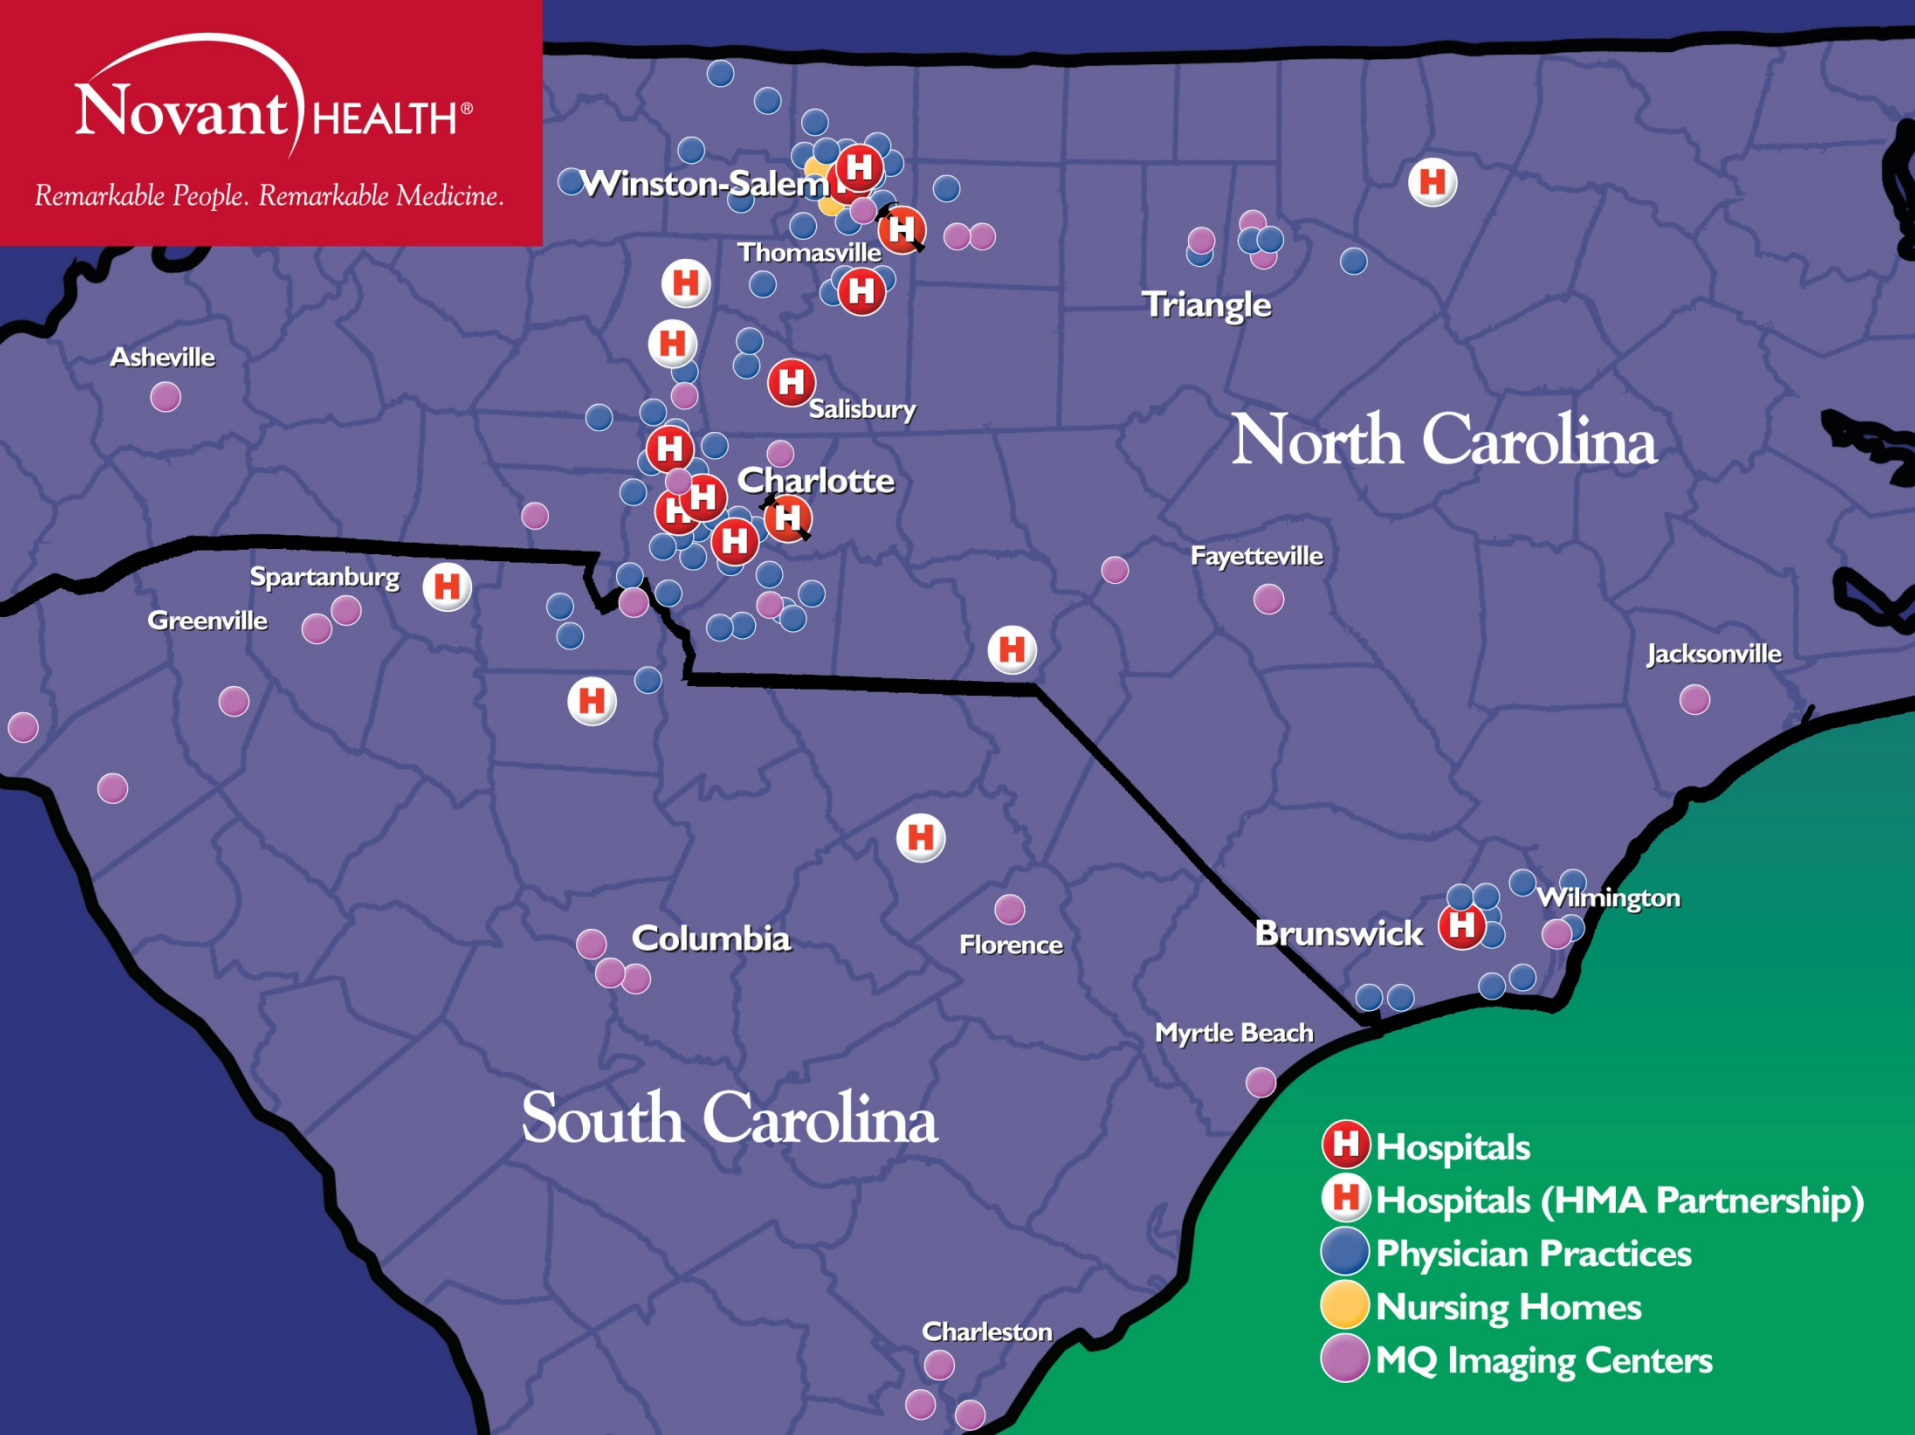 Novant HEALTH®
Remarkable People. Remarkable Medicine.
Winston-Salem
H
H
H
H
Thomasville
H
H
H
Triangle
H
Asheville
H
Salisbury
North Carolina
H
Charlotte
H
H
H
H
Fayetteville
Spartanburg
H
Greenville
H
Jacksonville
H
H
Wilmington
Brunswick
H
Columbia
Florence
Myrtle Beach
South Carolina
H Hospitals
H Hospitals (HMA Partnership)
Physician Practices
Nursing Homes
MQ Imaging Centers
Charleston